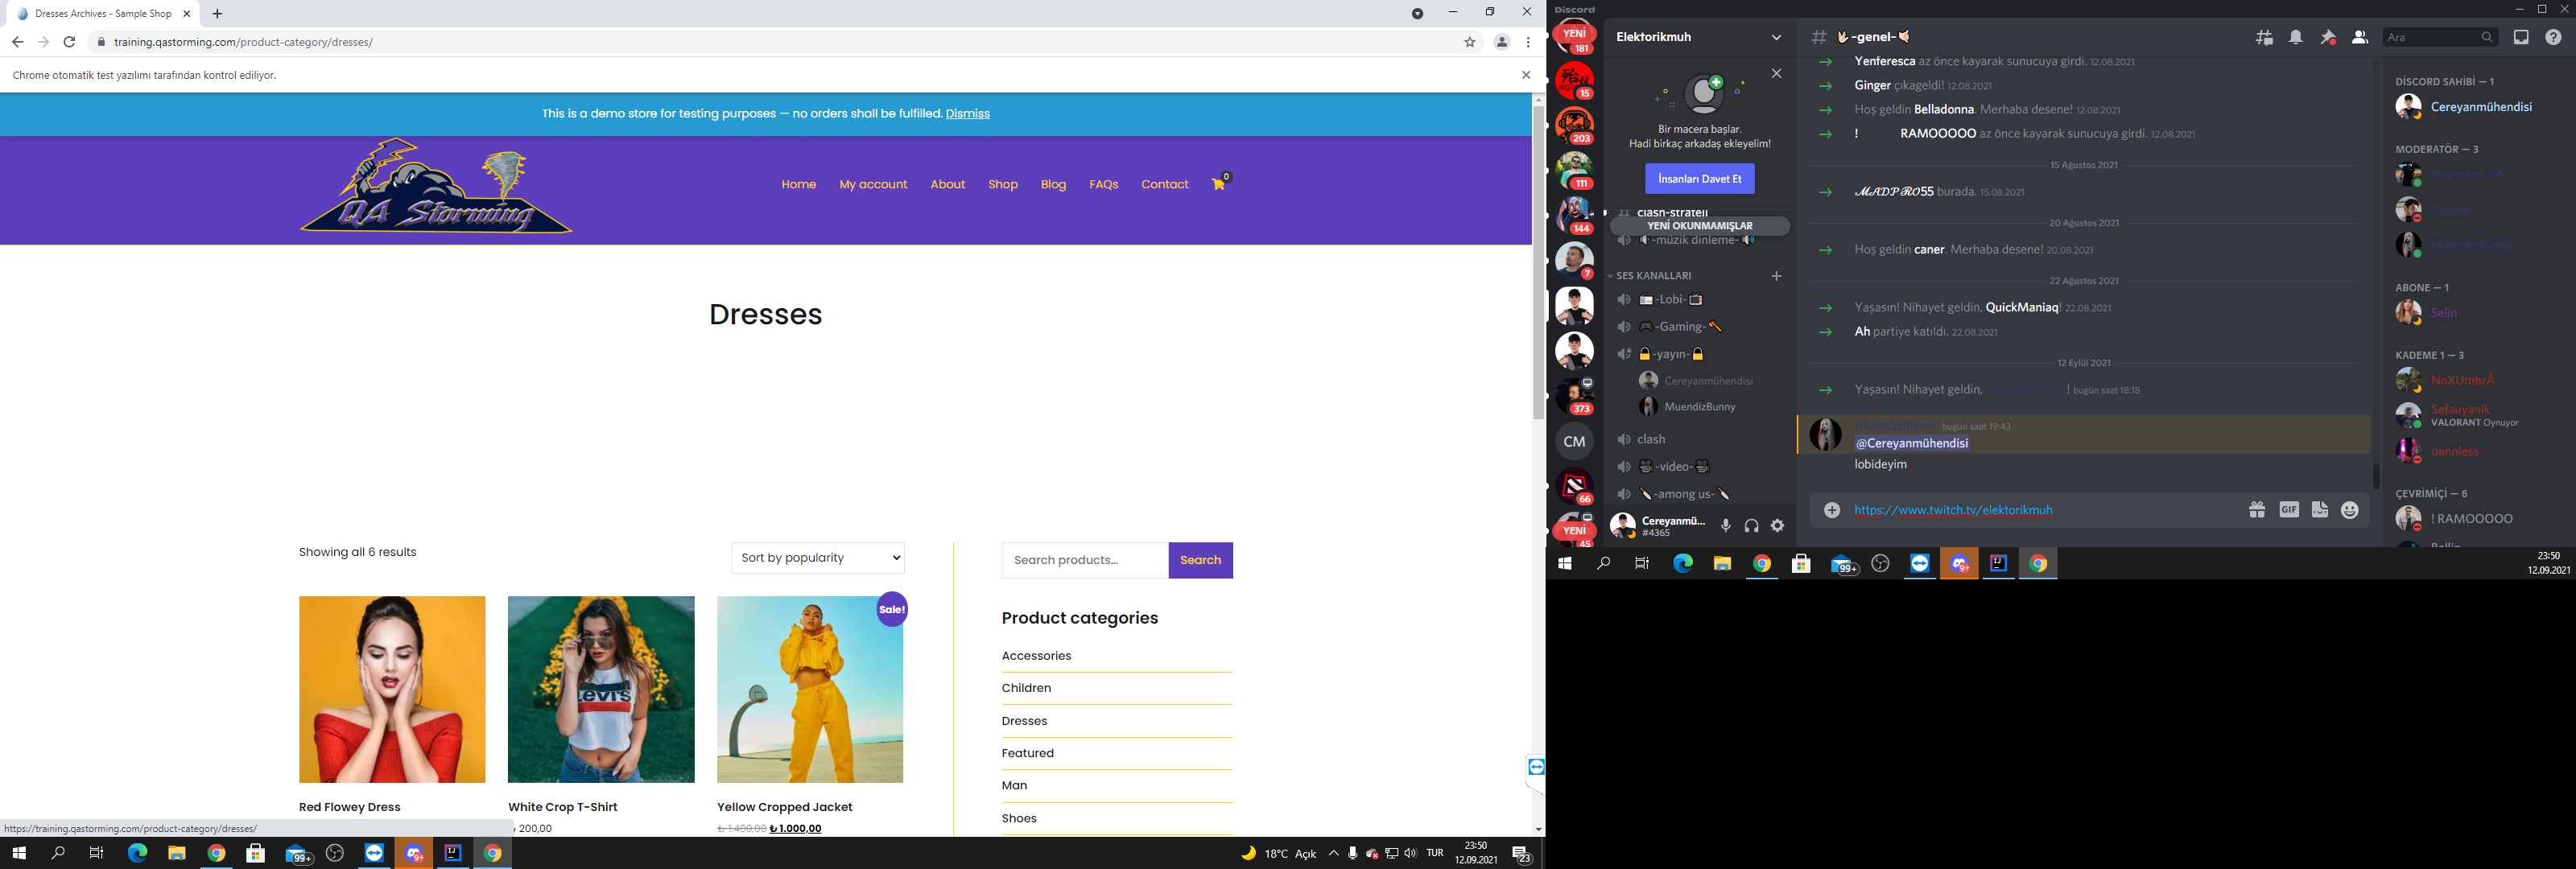 Dresses Archives - Sample Shop
training.qastorming.com/product-category/dresses/
Chrome otomatik test yazılımı tarafından kontrol ediliyor.
This is a demo store for testing purposes — no orders shall be fulfilled. Dismiss
QA Storming
Home My account About Shop Blog FAQs Contact 0
Dresses
Showing all 6 results
Sort by popularity
Search products...
Search
Sale!
LEVI'S
Red Flowey Dress
White Crop T-Shirt
Yellow Cropped Jacket
₺ 200,00
₺ 1.400,00 ₺ 1.000,00
Product categories
Accessories
Children
Dresses
Featured
Man
Shoes
https://training.qastorming.com/product-category/dresses/
99+
9+
18°C Açık
TUR
23:50
12.09.2021
23
Discord
YENİ
181
15
203
111
144
7
373
CM
66
YENİ
45
Elektorikmuh
Bir macera başlar.
Hadi birkaç arkadaş ekleyelim!
İnsanları Davet Et
clash-strateji
YENİ OKUNMAMIŞLAR
-müzik dinleme-
SES KANALLARI
-Lobi-
-Gaming-
-yayın-
Cereyanmühendisi
MuendizBunny
clash
-video-
-among us-
Cereyanmü...
#4365
-genel-
Ara
Yenferesca az önce kayarak sunucuya girdi. 12.08.2021
Ginger çıkageldi! 12.08.2021
Hoş geldin Belladonna. Merhaba desene! 12.08.2021
! RAMOOOOO az önce kayarak sunucuya girdi. 12.08.2021
15 Ağustos 2021
ℳ𝒜𝒟𝒫ℛ𝒪55 burada. 15.08.2021
20 Ağustos 2021
Hoş geldin caner. Merhaba desene! 20.08.2021
22 Ağustos 2021
Yaşasın! Nihayet geldin, QuickManiaq! 22.08.2021
Ah partiye katıldı. 22.08.2021
12 Eylül 2021
Yaşasın! Nihayet geldin, ! bugün saat 18:18
MuendizBunny bugün saat 19:43
@Cereyanmühendisi
lobideyim
https://www.twitch.tv/elektorikmuh
GIF
DİSCORD SAHİBİ — 1
Cereyanmühendisi
MODERATÖR — 3
Görkem
MuendizBunny
ABONE — 1
Selin
KADEME 1 — 3
NoXUmbrÂ
Sefauyanik
VALORANT Oynuyor
uennless
ÇEVRİMİÇİ — 6
! RAMOOOOO
99+
9+
23:50
12.09.2021